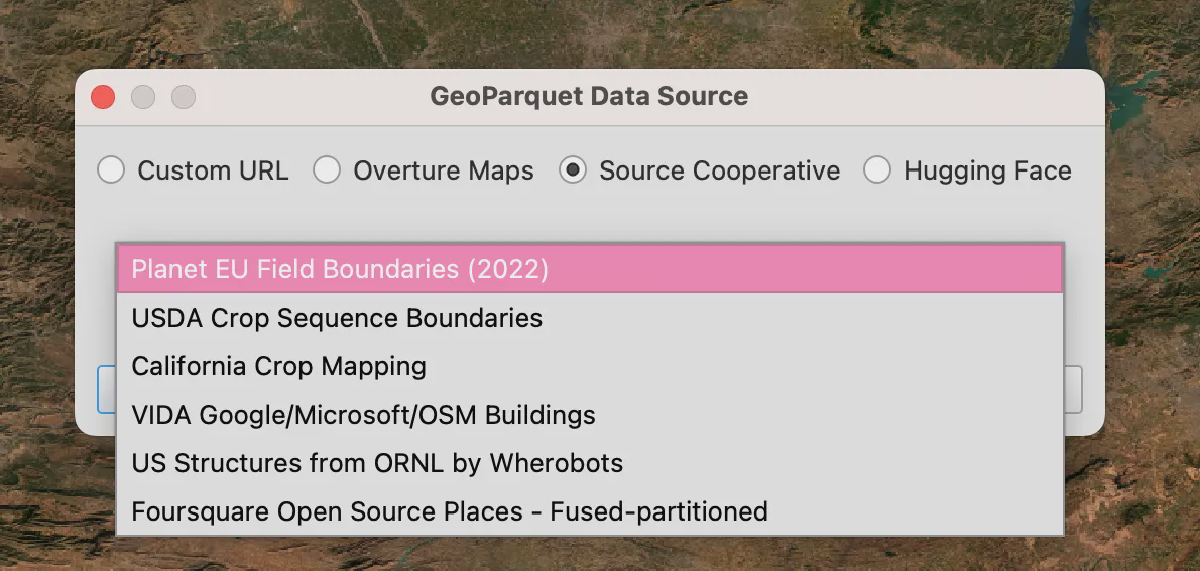 GeoParquet Data Source
Custom URL Overture Maps Source Cooperative Hugging Face
Planet EU Field Boundaries (2022)
USDA Crop Sequence Boundaries
California Crop Mapping
VIDA Google/Microsoft/OSM Buildings
US Structures from ORNL by Wherobots
Foursquare Open Source Places - Fused-partitioned